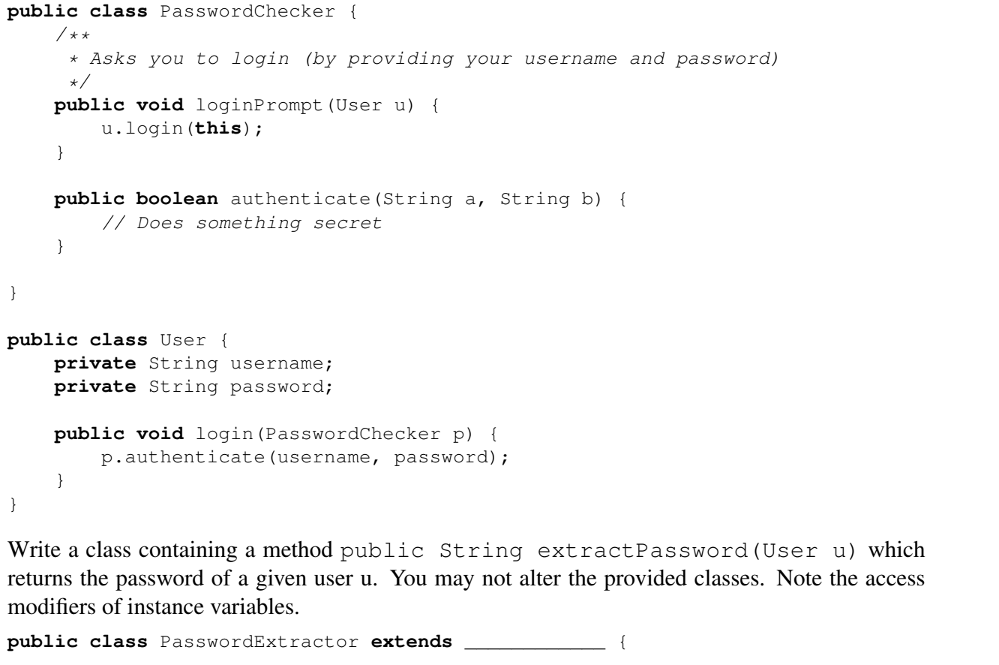 public class PasswordChecker {
    /**
     * Asks you to login (by providing your username and password)
     */
    public void loginPrompt(User u) {
        u.login(this);
    }

    public boolean authenticate(String a, String b) {
        // Does something secret
    }

}

public class User {
    private String username;
    private String password;

    public void login(PasswordChecker p) {
        p.authenticate(username, password);
    }
}

Write a class containing a method public String extractPassword(User u) which
returns the password of a given user u. You may not alter the provided classes. Note the access
modifiers of instance variables.
public class PasswordExtractor extends ____________ {